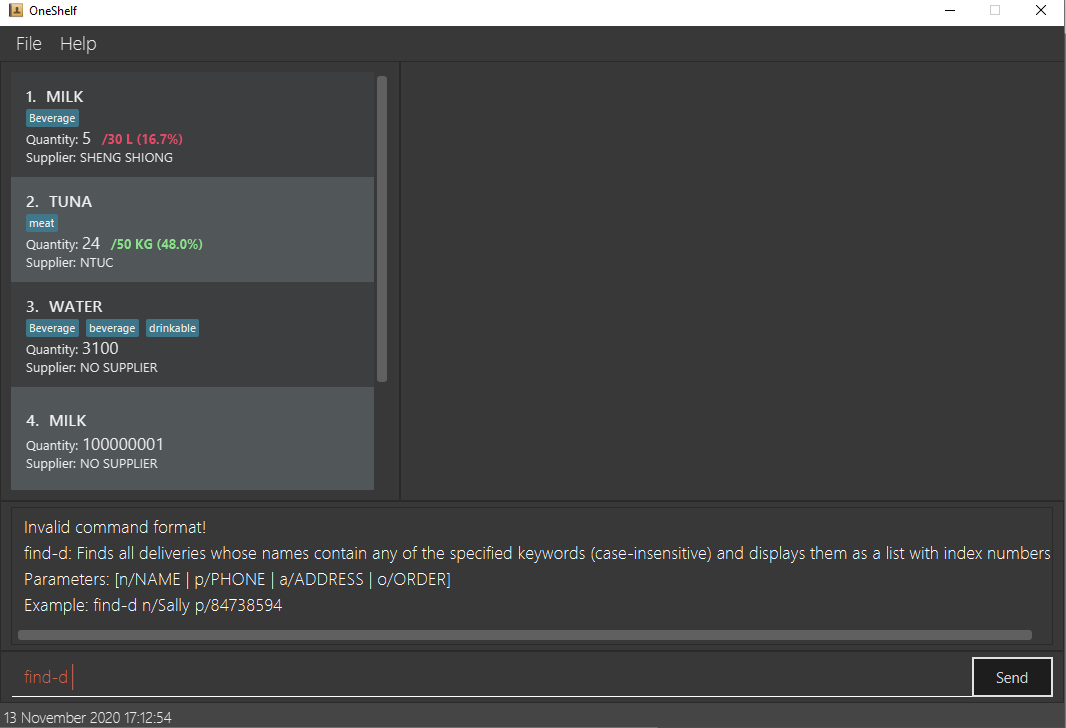 OneShelf
File Help
1. MILK
Beverage
Quantity: 5 /30 L (16.7%)
Supplier: SHENG SHIONG
2. TUNA
meat
Quantity: 24 /50 KG (48.0%)
Supplier: NTUC
3. WATER
Beverage beverage drinkable
Quantity: 3100
Supplier: NO SUPPLIER
4. MILK
Quantity: 100000001
Supplier: NO SUPPLIER
Invalid command format!
find-d: Finds all deliveries whose names contain any of the specified keywords (case-insensitive) and displays them as a list with index numbers
Parameters: [n/NAME | p/PHONE | a/ADDRESS | o/ORDER]
Example: find-d n/Sally p/84738594
find-d
Send
13 November 2020 17:12:54